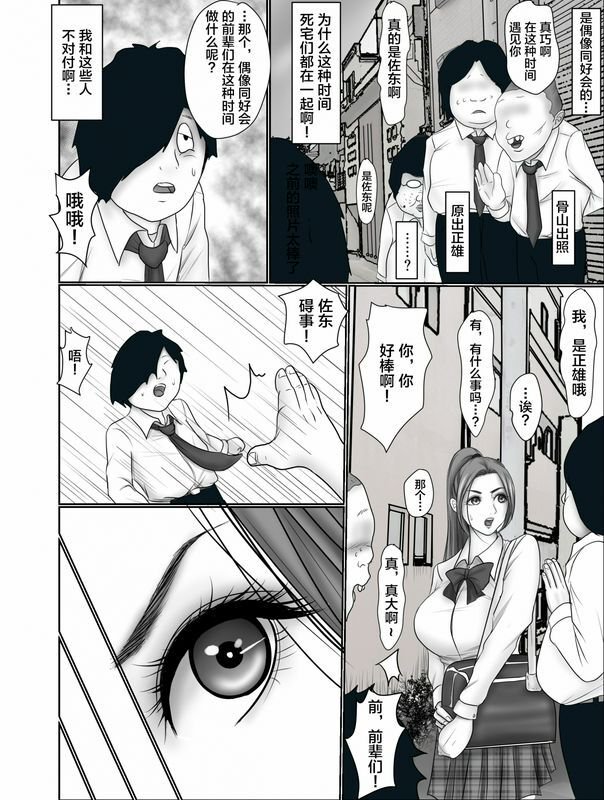 是偶像同好会的…
真巧啊
在这种时间
遇见你
骨山出照
原出正雄
是佐东呢
……？
真的是佐东
为什么这种时间
死宅们都在
一起啊！
噢噢……
之前的照片太棒了
…那个，偶像同好会
的前辈们在这种时间
做什么呢？
我和这些人
不对付啊…
哦哦！
我，是正雄哦
…诶？
有，有什么事吗…？
你，你
好棒啊！
那个…
真，真大啊~
前，前辈们！
佐东
碍事！
唔！